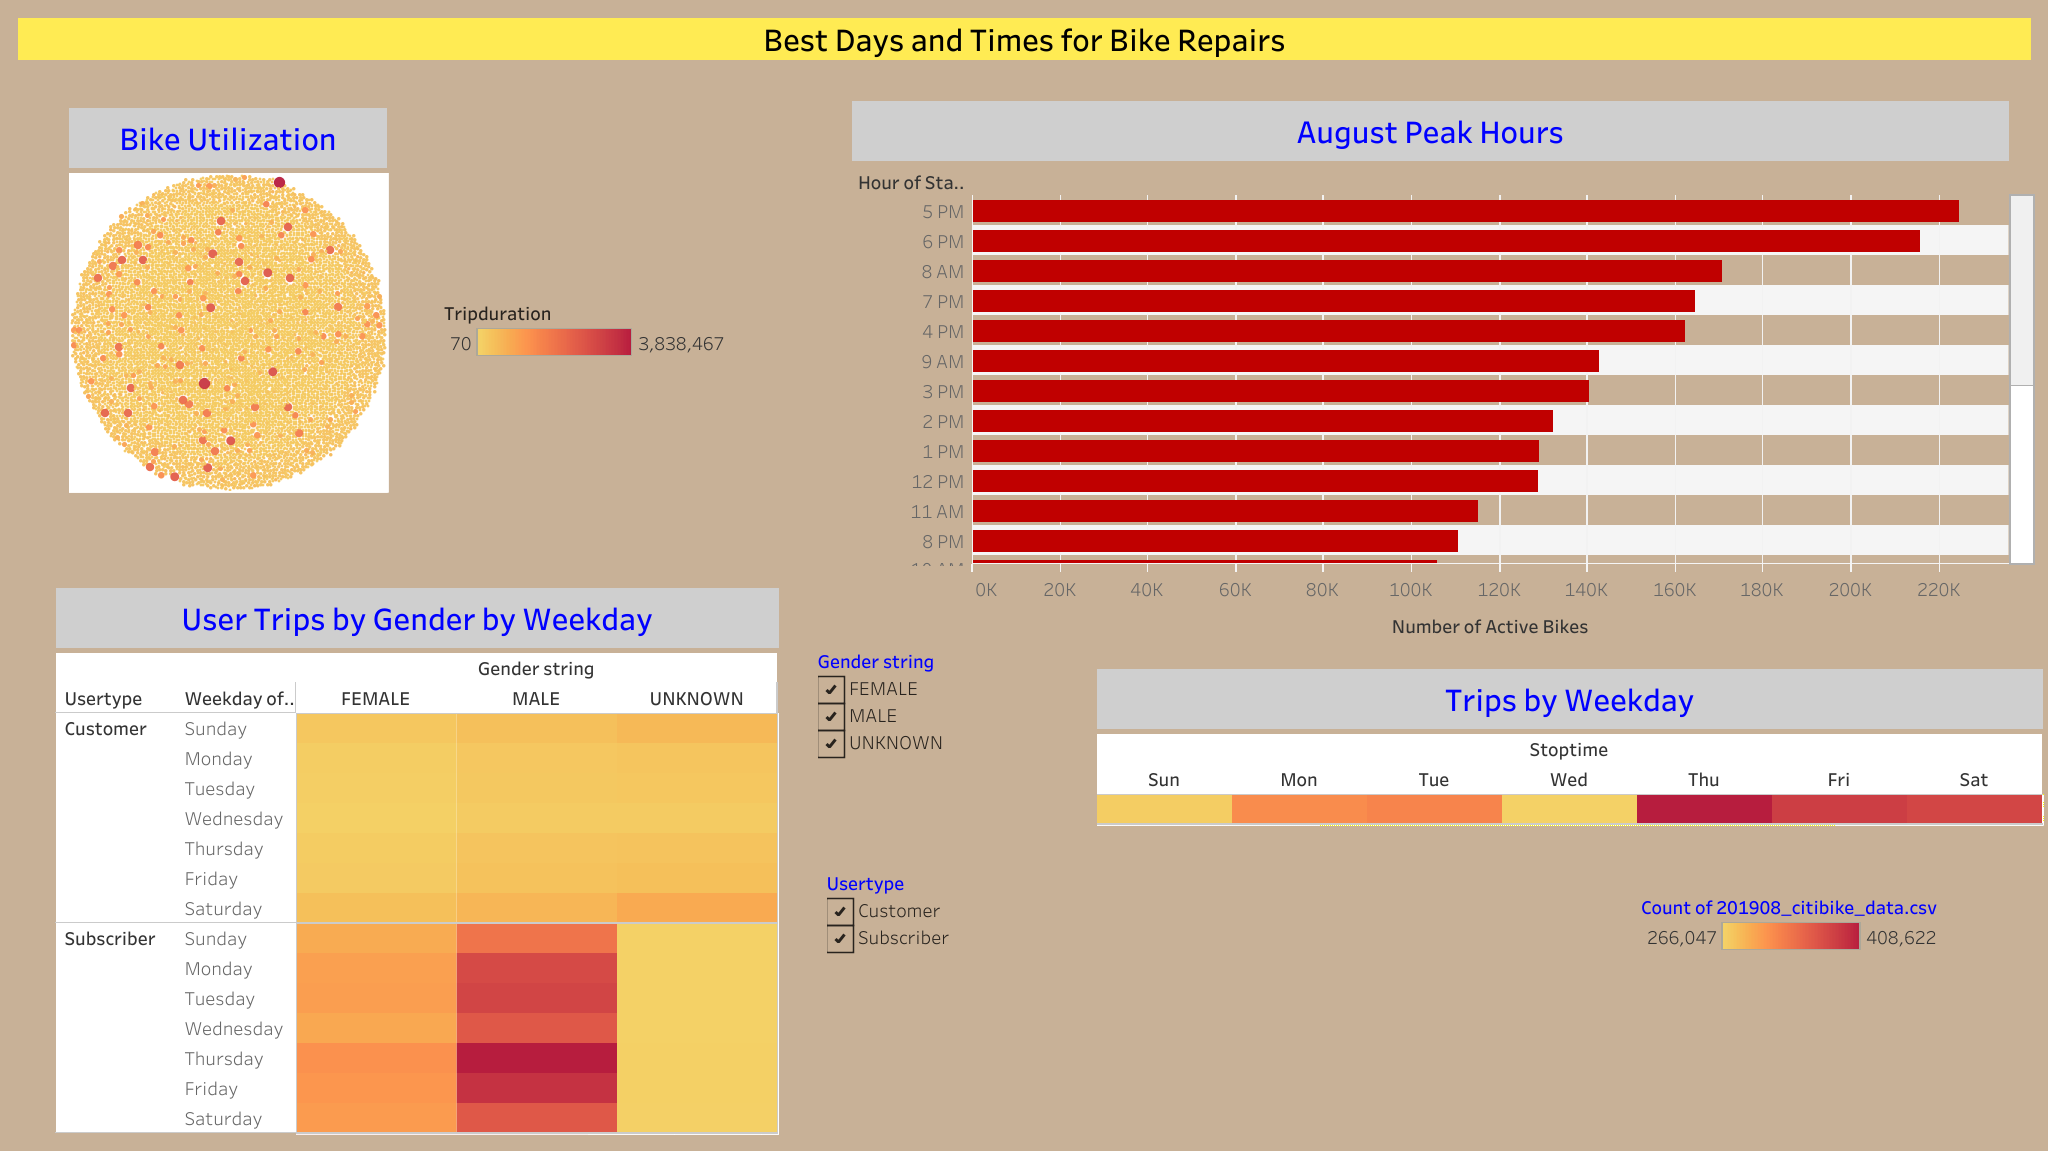 Best Days and Times for Bike Repairs
Bike Utilization
Tripduration
70 3,838,467
August Peak Hours
Hour of Sta..
5 PM
6 PM
8 AM
7 PM
4 PM
9 AM
3 PM
2 PM
1 PM
12 PM
11 AM
8 PM
0K 20K 40K 60K 80K 100K 120K 140K 160K 180K 200K 220K
Number of Active Bikes
User Trips by Gender by Weekday
Gender string
Usertype Weekday of.. FEMALE MALE UNKNOWN
Customer Sunday
Monday
Tuesday
Wednesday
Thursday
Friday
Saturday
Subscriber Sunday
Monday
Tuesday
Wednesday
Thursday
Friday
Saturday
Gender string
FEMALE
MALE
UNKNOWN
Usertype
Customer
Subscriber
Trips by Weekday
Stoptime
Sun Mon Tue Wed Thu Fri Sat
Count of 201908_citibike_data.csv
266,047 408,622